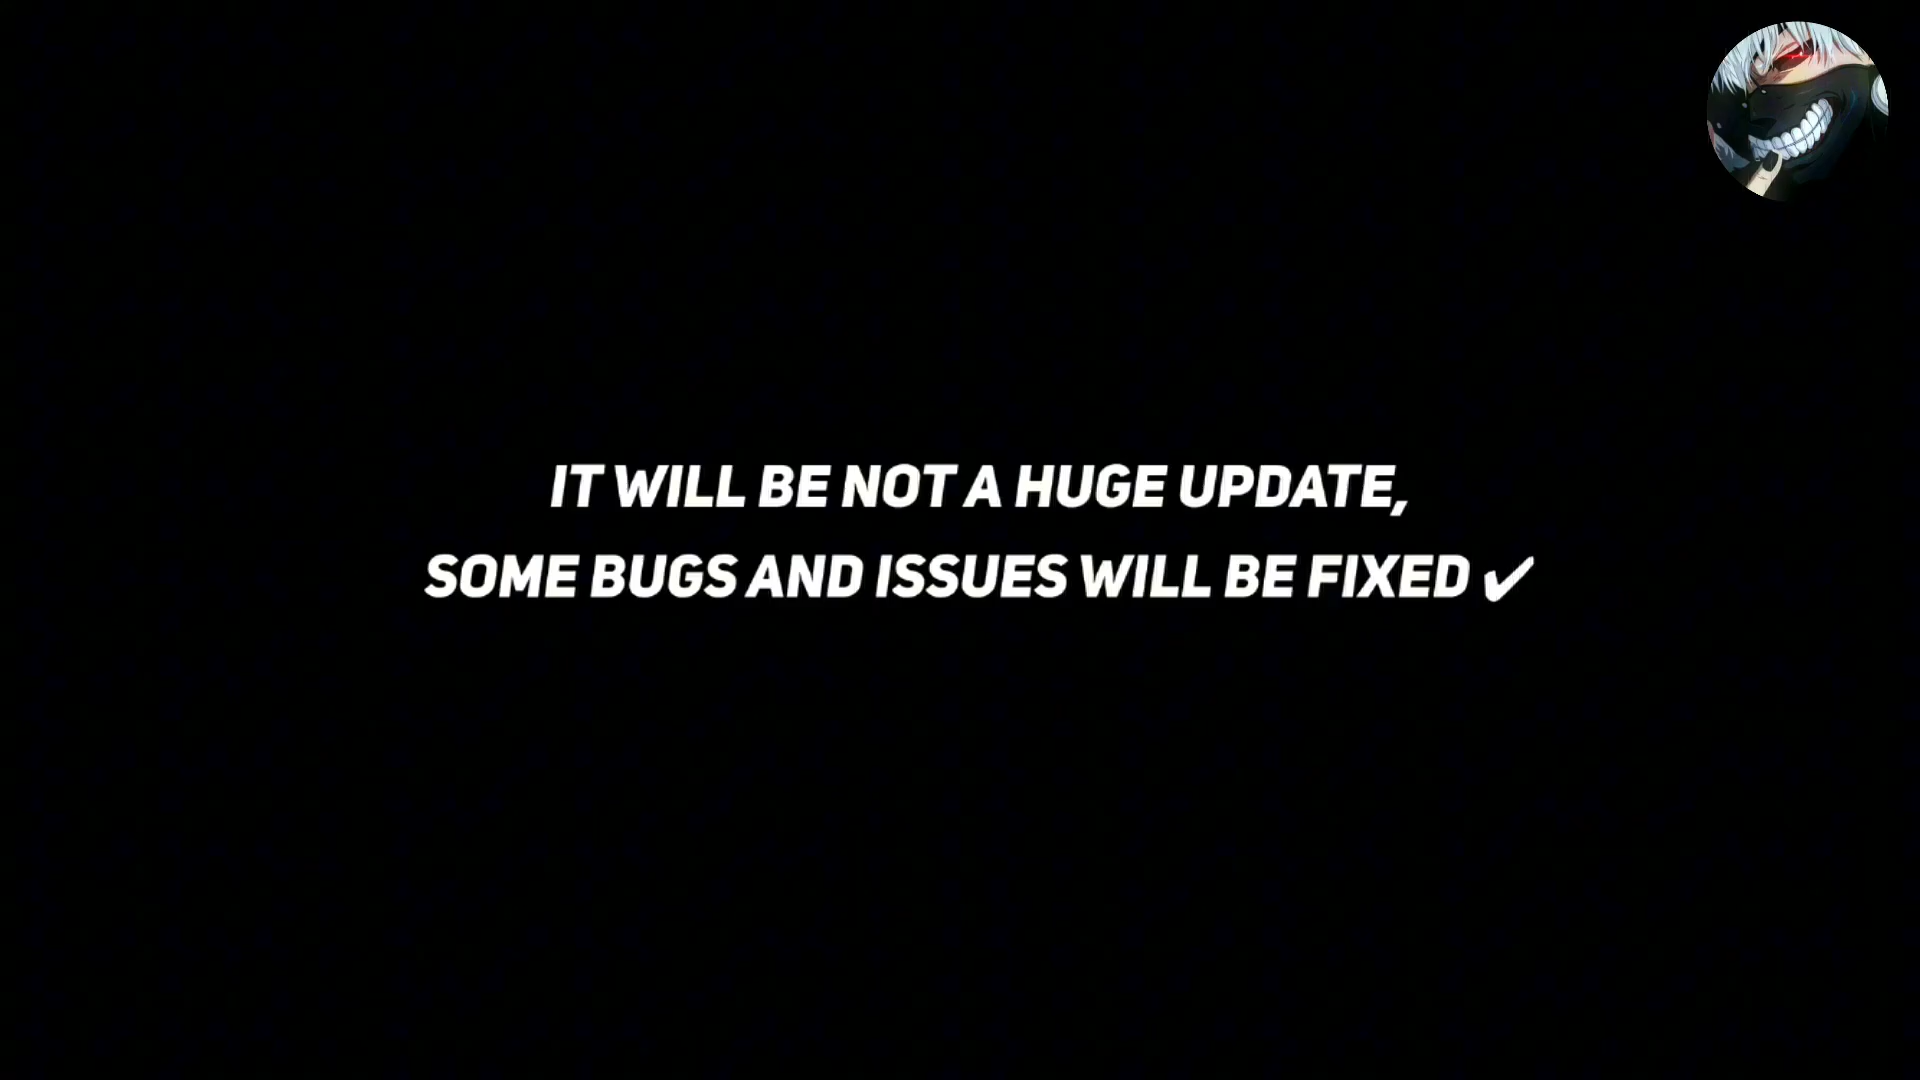 IT WILL BE NOT A HUGE UPDATE,
SOME BUGS AND ISSUES WILL BE FIXED ✔